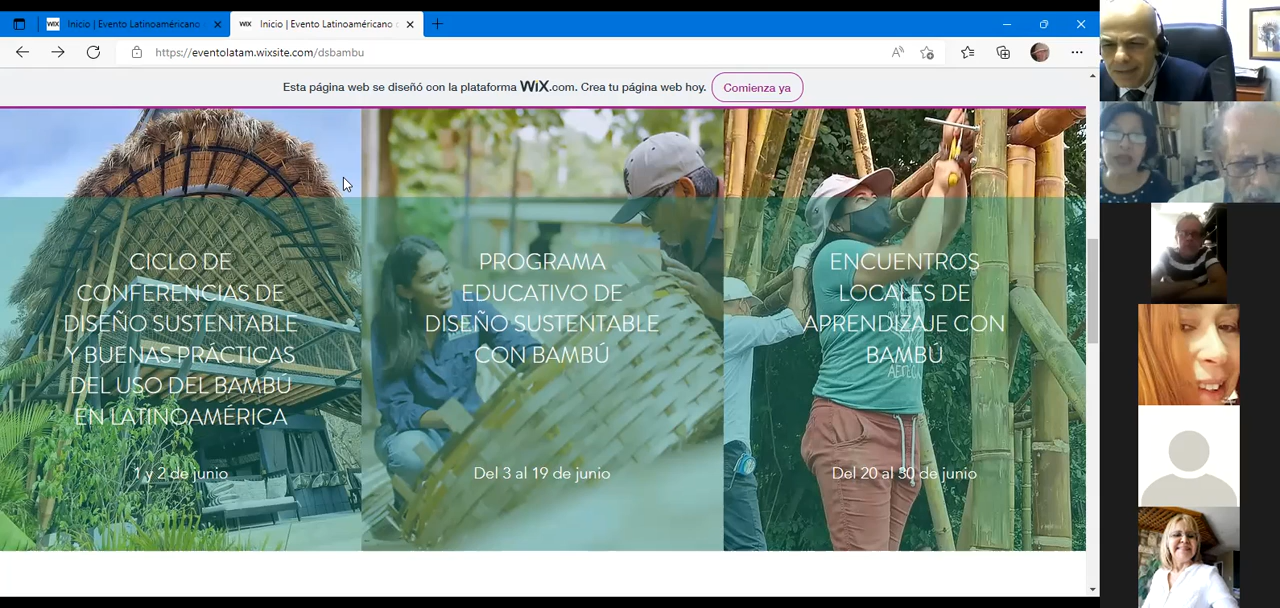 WiX Inicio | Evento Latinoaméricano
WiX Inicio | Evento Latinoaméricano
https://eventolatam.wixsite.com/dsbambu
Esta página web se diseñó con la plataforma WiX.com. Crea tu página web hoy. Comienza ya
CICLO DE
CONFERENCIAS DE
DISEÑO SUSTENTABLE
Y BUENAS PRÁCTICAS
DEL USO DEL BAMBÚ
EN LATINOAMÉRICA
1 y 2 de junio
PROGRAMA
EDUCATIVO DE
DISEÑO SUSTENTABLE
CON BAMBÚ
Del 3 al 19 de junio
ENCUENTROS
LOCALES DE
APRENDIZAJE CON
BAMBÚ
Del 20 al 30 de junio